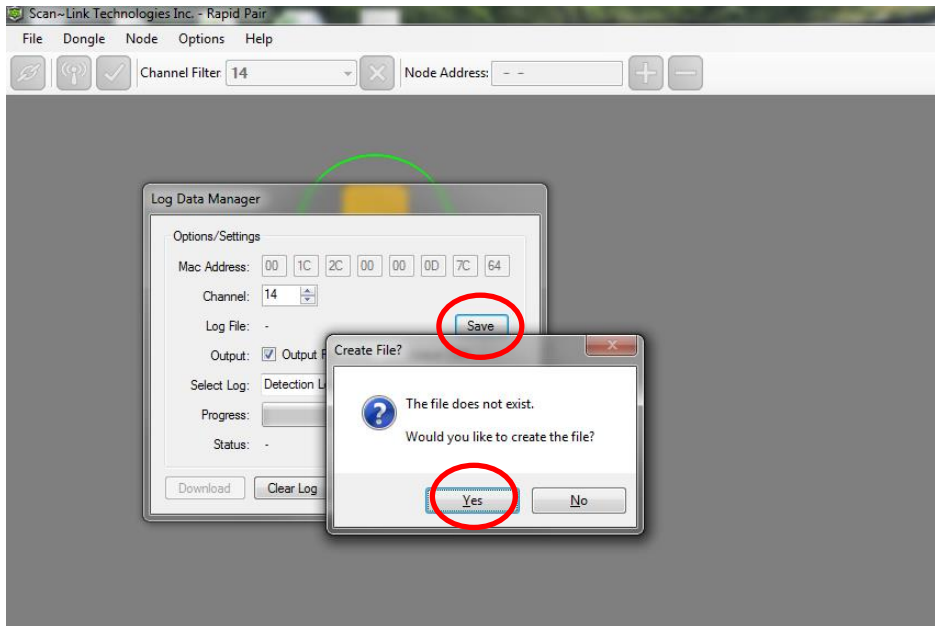 Scan~Link Technologies Inc. - Rapid Pair
File Dongle Node Options Help
Channel Filter 14 Node Address: - -
Log Data Manager
Options/Settings
Mac Address: 00 1C 2C 00 00 0D 7C 64
Channel: 14
Log File: - Save
Output: Output
Select Log: Detection
Progress:
Status: -
Download Clear Log
Create File?
The file does not exist.
Would you like to create the file?
Yes No